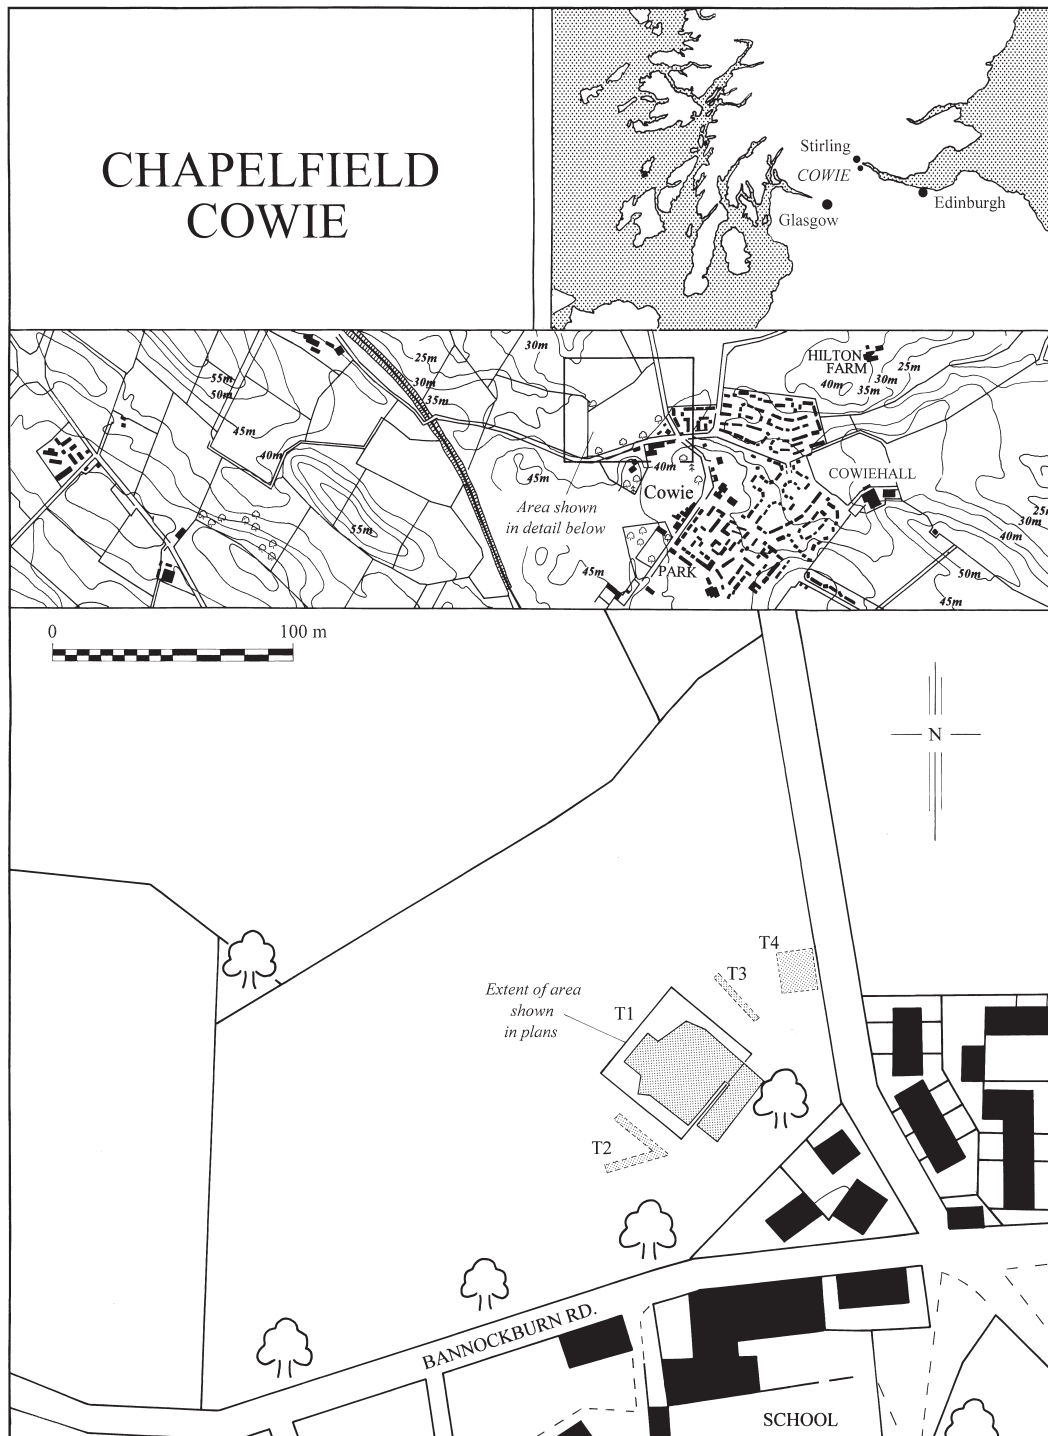 CHAPELFIELD
COWIE
Stirling
COWIE
Glasgow
Edinburgh
30m
25m
30m
35m
55m
50m
45m
40m
55m
45m
40m
Cowie
Area shown
in detail below
45m
PARK
HILTON
FARM
25m
30m
40m
35m
COWIEHALL
25m
30m
40m
50m
45m
0
100 m
N
T4
T3
Extent of area
shown
in plans
T1
T2
BANNOCKBURN RD.
SCHOOL